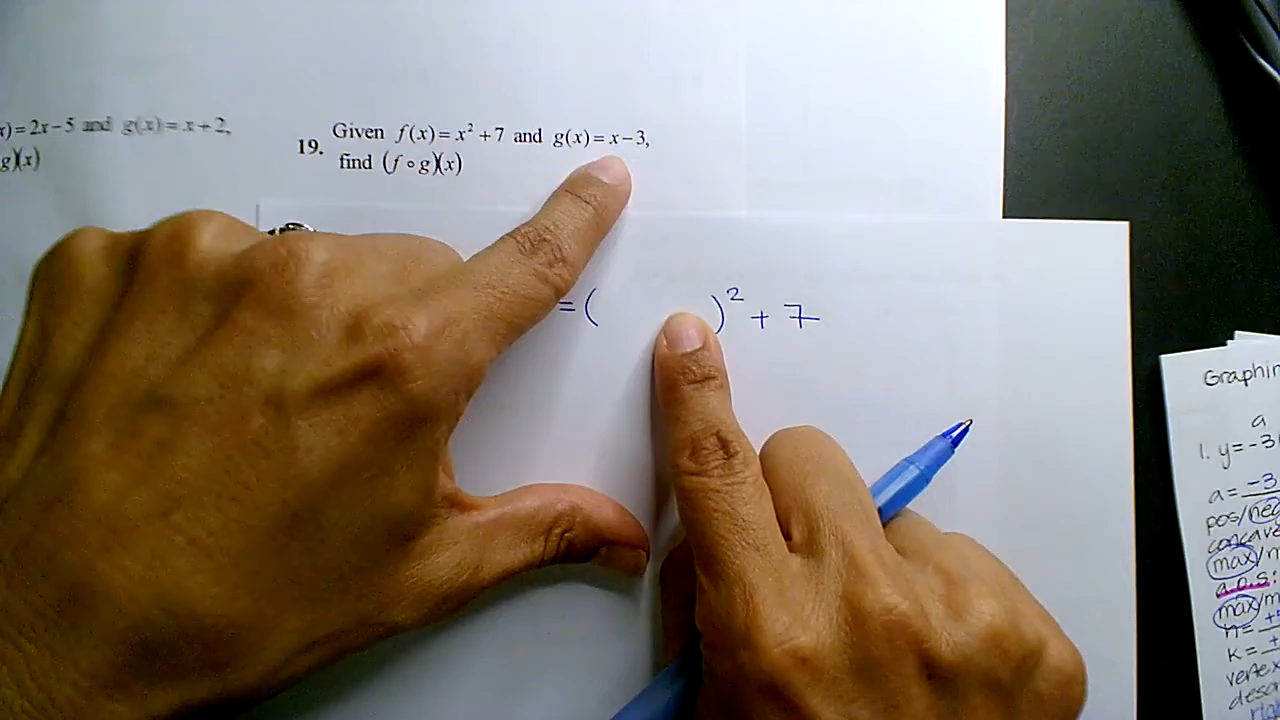 x)=2x-5 and g(x)=x+2,
g)(x)
19. Given f(x)=x²+7 and g(x)=x-3,
find (f∘g)(x)
=( )²+7
Graphin
a
1. y=-3
a=-3
pos/neg
concave
max/m
a.o.s:
max/m
h=+
k=+
vertex